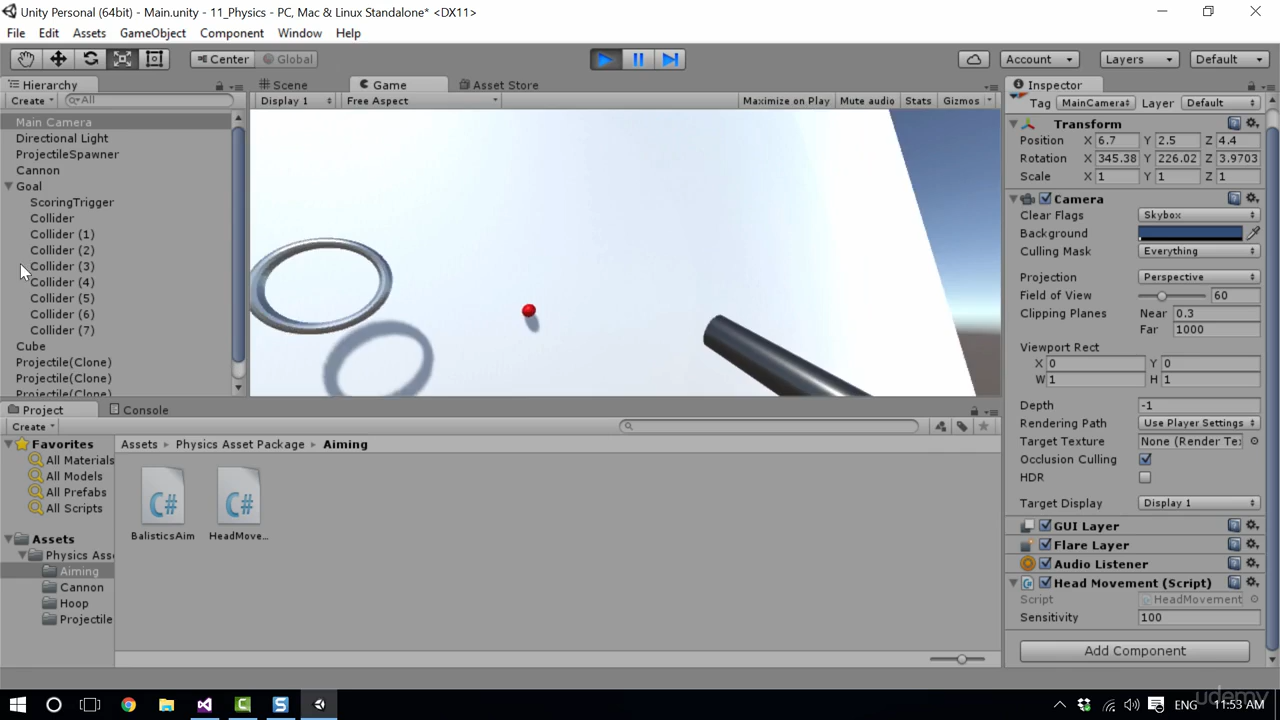 Unity Personal (64bit) - Main.unity - 11_Physics - PC, Mac & Linux Standalone* <DX11>
File Edit Assets GameObject Component Window Help
Center Global Account Layers Default
Hierarchy Scene Game Asset Store Inspector
Create All Display 1 Free Aspect Maximize on Play Mute audio Stats Gizmos Tag MainCamera Layer Default
Main Camera
Directional Light
ProjectileSpawner
Cannon
Goal
ScoringTrigger
Collider
Collider (1)
Collider (2)
Collider (3)
Collider (4)
Collider (5)
Collider (6)
Collider (7)
Cube
Projectile(Clone)
Projectile(Clone)
Projectile(Clone)
Transform
Position X 6.7 Y 2.5 Z 4.4
Rotation X 345.38 Y 226.02 Z 3.9703
Scale X 1 Y 1 Z 1
Camera
Clear Flags Skybox
Background
Culling Mask Everything
Projection Perspective
Field of View 60
Clipping Planes Near 0.3
Far 1000
Viewport Rect
X 0 Y 0
W 1 H 1
Depth -1
Rendering Path Use Player Settings
Target Texture None (Render Te:
Occlusion Culling
HDR
Target Display Display 1
GUI Layer
Flare Layer
Audio Listener
Head Movement (Script)
Script HeadMovement
Sensitivity 100
Add Component
Project Console
Create
Favorites
All Materials
All Models
All Prefabs
All Scripts
Assets
Physics Ass
Aiming
Cannon
Hoop
Projectile
Assets Physics Asset Package Aiming
C# C#
BalisticsAim HeadMove...
udemy
ENG 11:53 AM